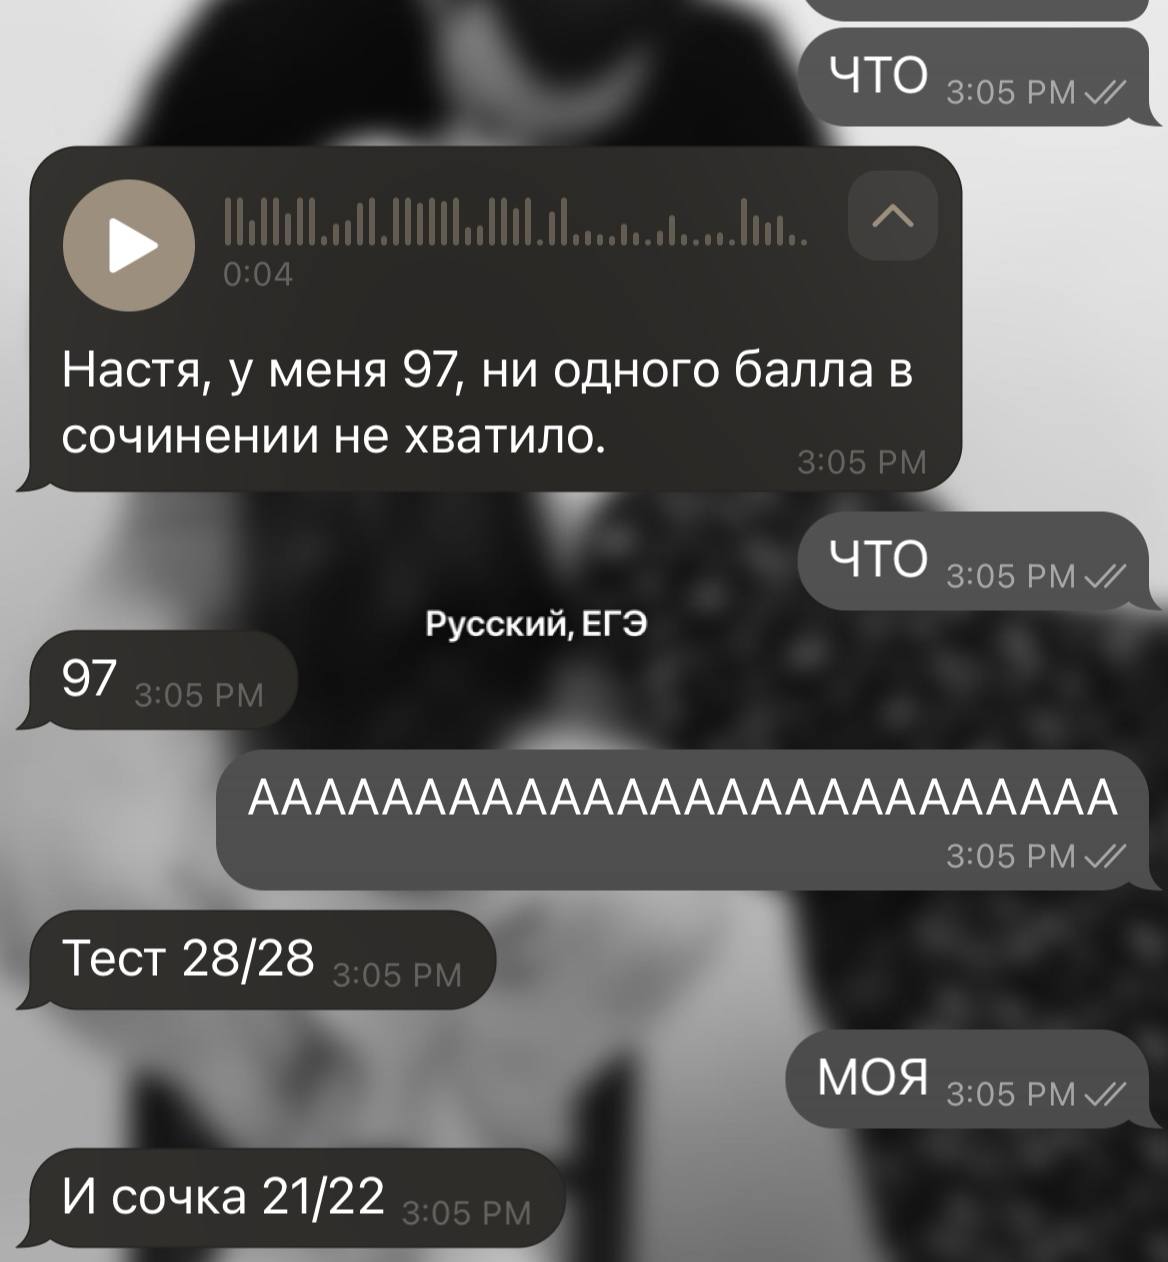 ЧТО 3:05 PM
0:04
Настя, у меня 97, ни одного балла в
сочинении не хватило.
3:05 PM
ЧТО 3:05 PM
Русский, ЕГЭ
97 3:05 PM
ААААААААААААААААААААААААААА
3:05 PM
Тест 28/28 3:05 PM
МОЯ 3:05 PM
И сочка 21/22 3:05 PM